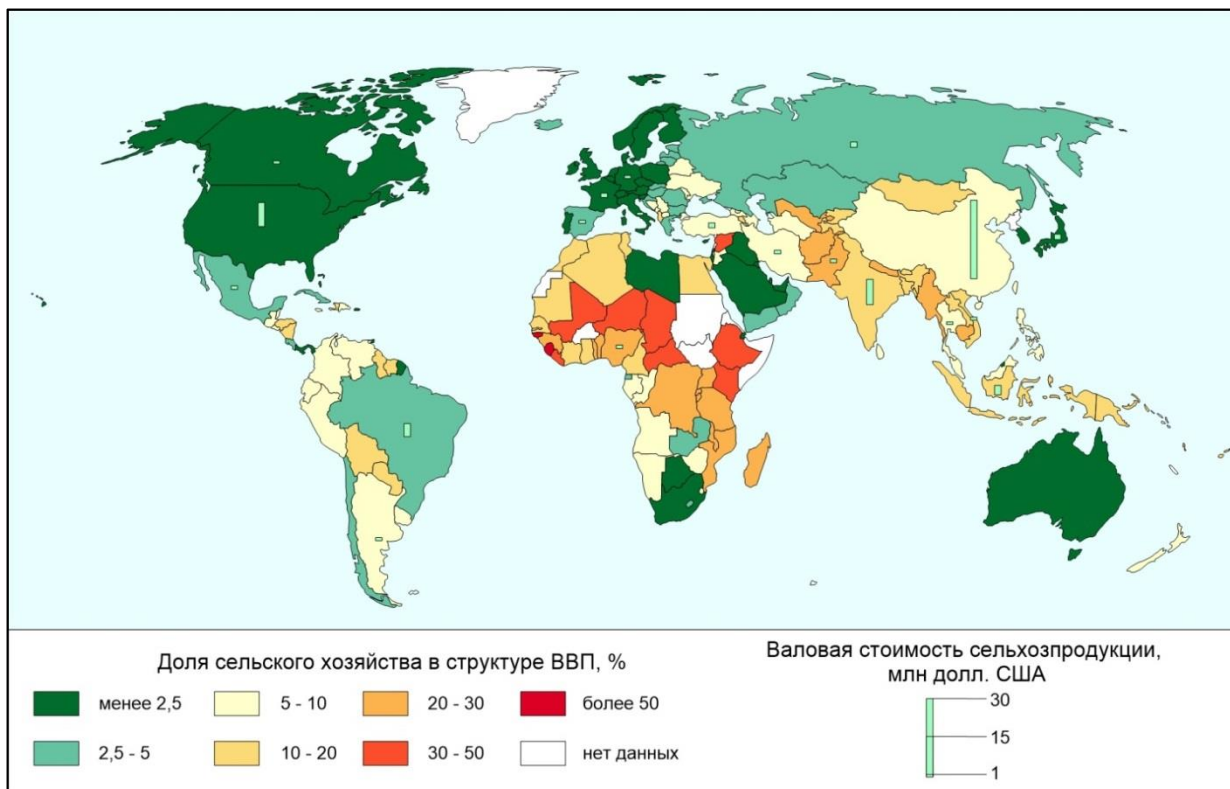 Доля сельского хозяйства в структуре ВВП, %
менее 2,5
5 - 10
20 - 30
более 50
2,5 - 5
10 - 20
30 - 50
нет данных
Валовая стоимость сельхозпродукции,
млн долл. США
30
15
1